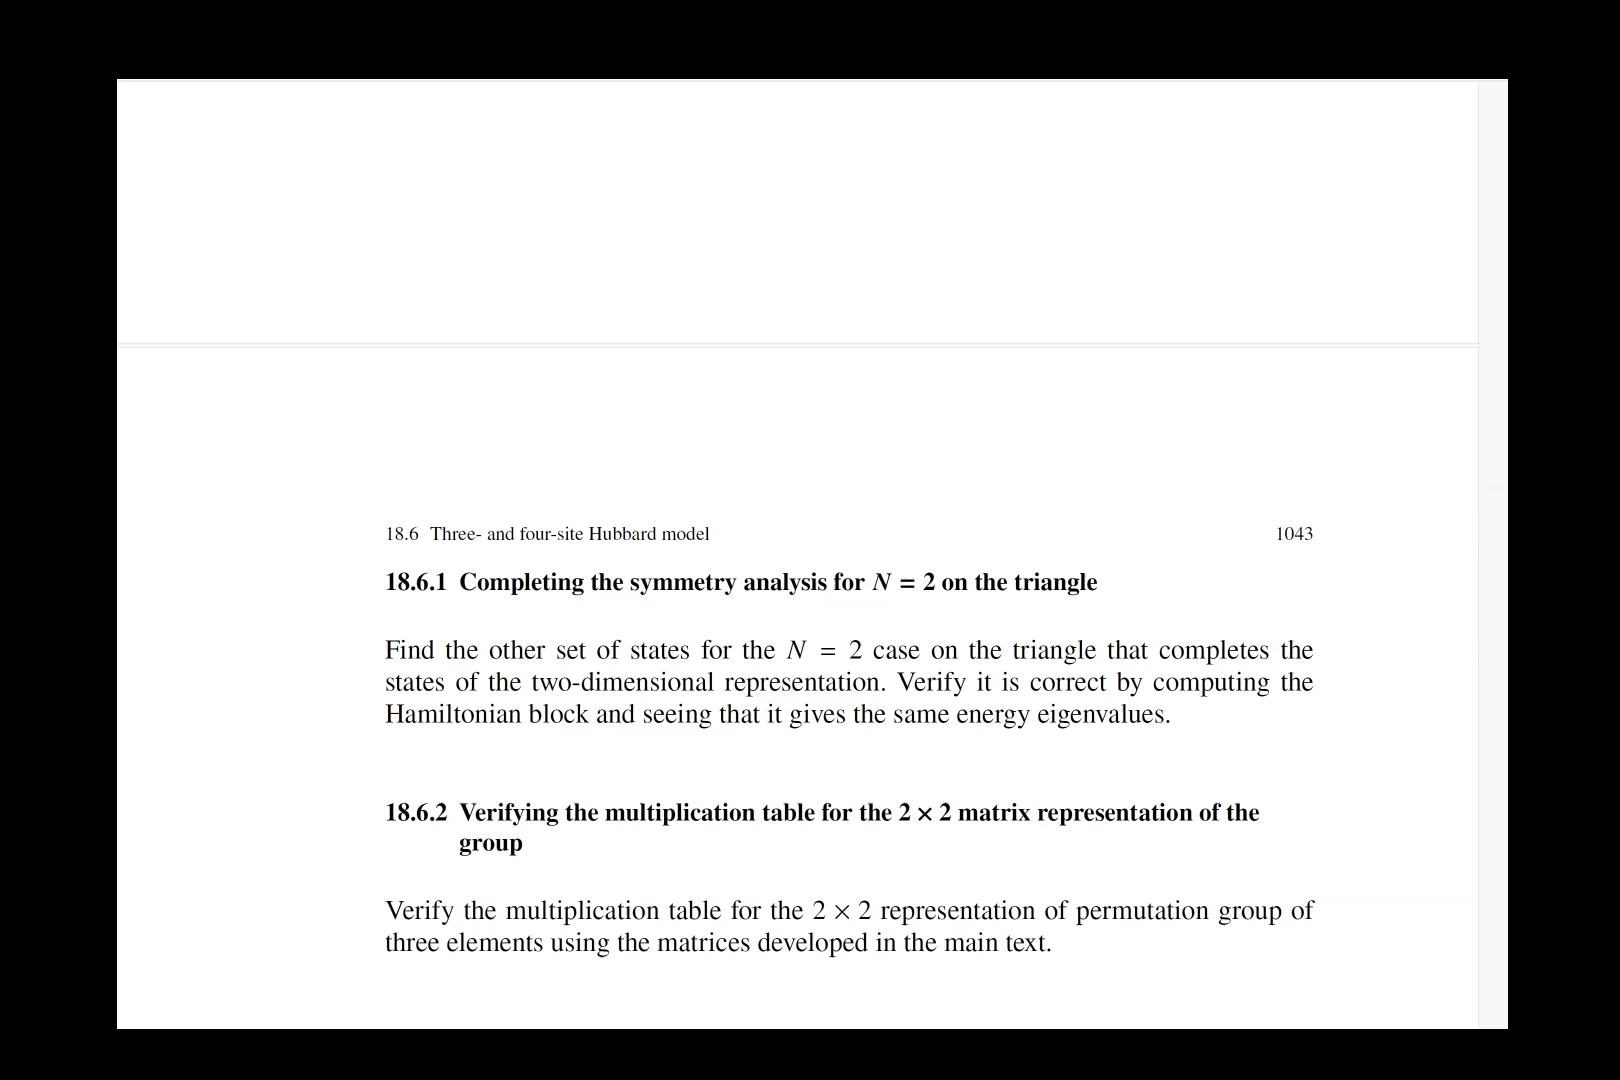 18.6 Three- and four-site Hubbard model 1043
18.6.1 Completing the symmetry analysis for N = 2 on the triangle
Find the other set of states for the N = 2 case on the triangle that completes the
states of the two-dimensional representation. Verify it is correct by computing the
Hamiltonian block and seeing that it gives the same energy eigenvalues.
18.6.2 Verifying the multiplication table for the 2 × 2 matrix representation of the
group
Verify the multiplication table for the 2 × 2 representation of permutation group of
three elements using the matrices developed in the main text.